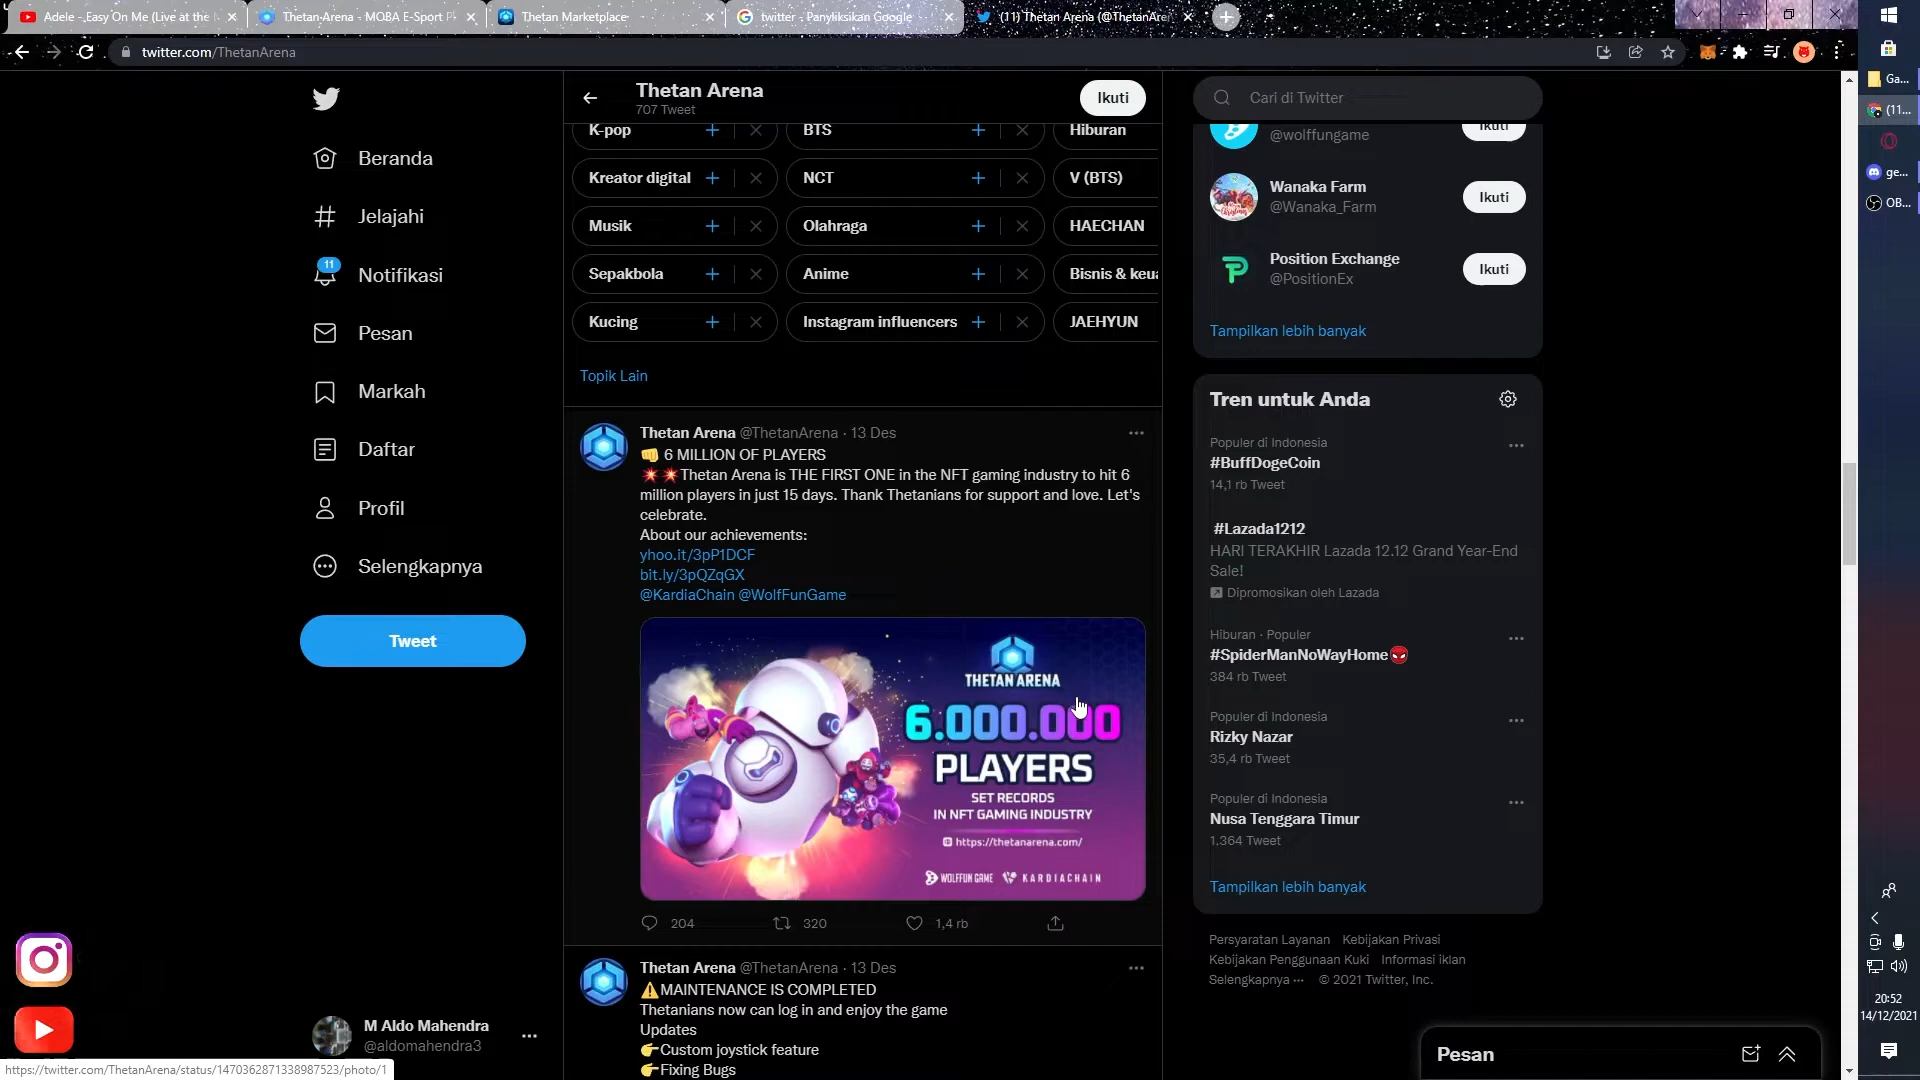 Adele - Easy On Me (Live at the
Thetan Arena - MOBA E-Sport
Thetan Marketplace
twitter - Panyliksikan Google
(11) Thetan Arena (@ThetanAre
twitter.com/ThetanArena
Beranda
Jelajahi
11
Notifikasi
Pesan
Markah
Daftar
Profil
Selengkapnya
Tweet
M Aldo Mahendra
@aldomahendra3
https://twitter.com/ThetanArena/status/1470362871338987523/photo/1
Thetan Arena
707 Tweet
Ikuti
K-pop
BTS
Hiburan
Kreator digital
NCT
V (BTS)
Musik
Olahraga
HAECHAN
Sepakbola
Anime
Bisnis & keua
Kucing
Instagram influencers
JAEHYUN
Topik Lain
Thetan Arena @ThetanArena · 13 Des
👊 6 MILLION OF PLAYERS
💥💥Thetan Arena is THE FIRST ONE in the NFT gaming industry to hit 6
million players in just 15 days. Thank Thetanians for support and love. Let's
celebrate.
About our achievements:
yhoo.it/3pP1DCF
bit.ly/3pQZqGX
@KardiaChain @WolfFunGame
THETAN ARENA
6.000.000
PLAYERS
SET RECORDS
IN NFT GAMING INDUSTRY
https://thetanarena.com/
WOLFFUN GAME KARDIACHAIN
204
320
1,4 rb
Thetan Arena @ThetanArena · 13 Des
⚠️MAINTENANCE IS COMPLETED
Thetanians now can log in and enjoy the game
Updates
👉Custom joystick feature
👉Fixing Bugs
Cari di Twitter
@wolffungame
Ikuti
Wanaka Farm
@Wanaka_Farm
Ikuti
Position Exchange
@PositionEx
Ikuti
Tampilkan lebih banyak
Tren untuk Anda
Populer di Indonesia
#BuffDogeCoin
14,1 rb Tweet
#Lazada1212
HARI TERAKHIR Lazada 12.12 Grand Year-End
Sale!
Dipromosikan oleh Lazada
Hiburan · Populer
#SpiderManNoWayHome
384 rb Tweet
Populer di Indonesia
Rizky Nazar
35,4 rb Tweet
Populer di Indonesia
Nusa Tenggara Timur
1.364 Tweet
Tampilkan lebih banyak
Persyaratan Layanan Kebijakan Privasi
Kebijakan Penggunaan Kuki Informasi iklan
Selengkapnya ··· © 2021 Twitter, Inc.
Pesan
Ga...
(11...
ge...
OB...
20:52
14/12/2021